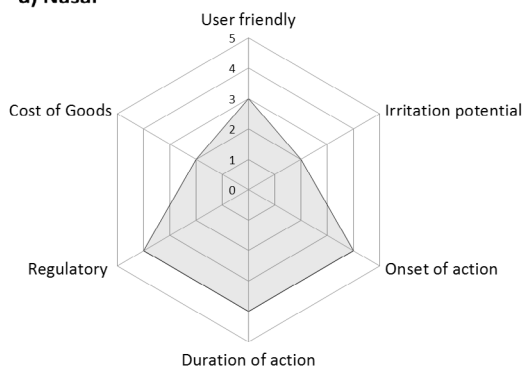 a) Nasal
User friendly
5
4
3
2
1
0
Cost of Goods
Irritation potential
Regulatory
Onset of action
Duration of action